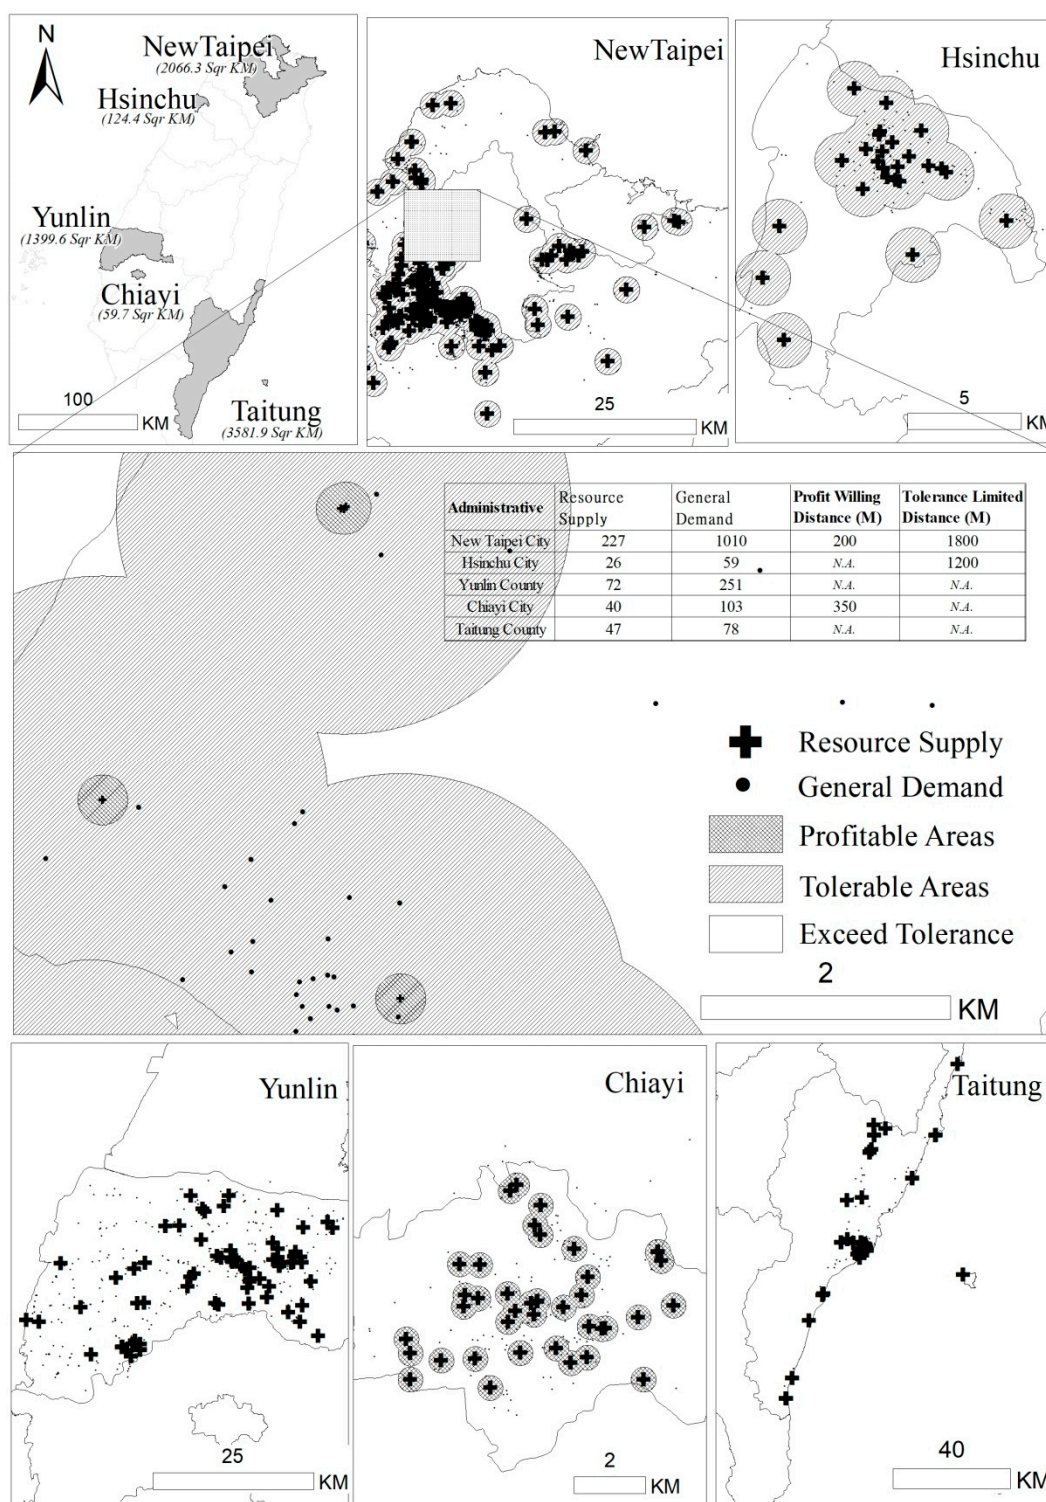 N
NewTaipei
(2066.3 Sqr KM)
Hsinchu
(124.4 Sqr KM)
Yunlin
(1399.6 Sqr KM)
Chiayi
(59.7 Sqr KM)
100
KM
Taitung
(3581.9 Sqr KM)
NewTaipei
25
KM
Hsinchu
5
KM
Administrative Resource Supply General Demand Profit Willing Distance (M) Tolerance Limited Distance (M)
New Taipei City 227 1010 200 1800
Hsinchu City 26 59 N.A. 1200
Yunlin County 72 251 N.A. N.A.
Chiayi City 40 103 350 N.A.
Taitung County 47 78 N.A. N.A.
Resource Supply
General Demand
Profitable Areas
Tolerable Areas
Exceed Tolerance
2
KM
Yunlin
25
KM
Chiayi
2
KM
Taitung
40
KM